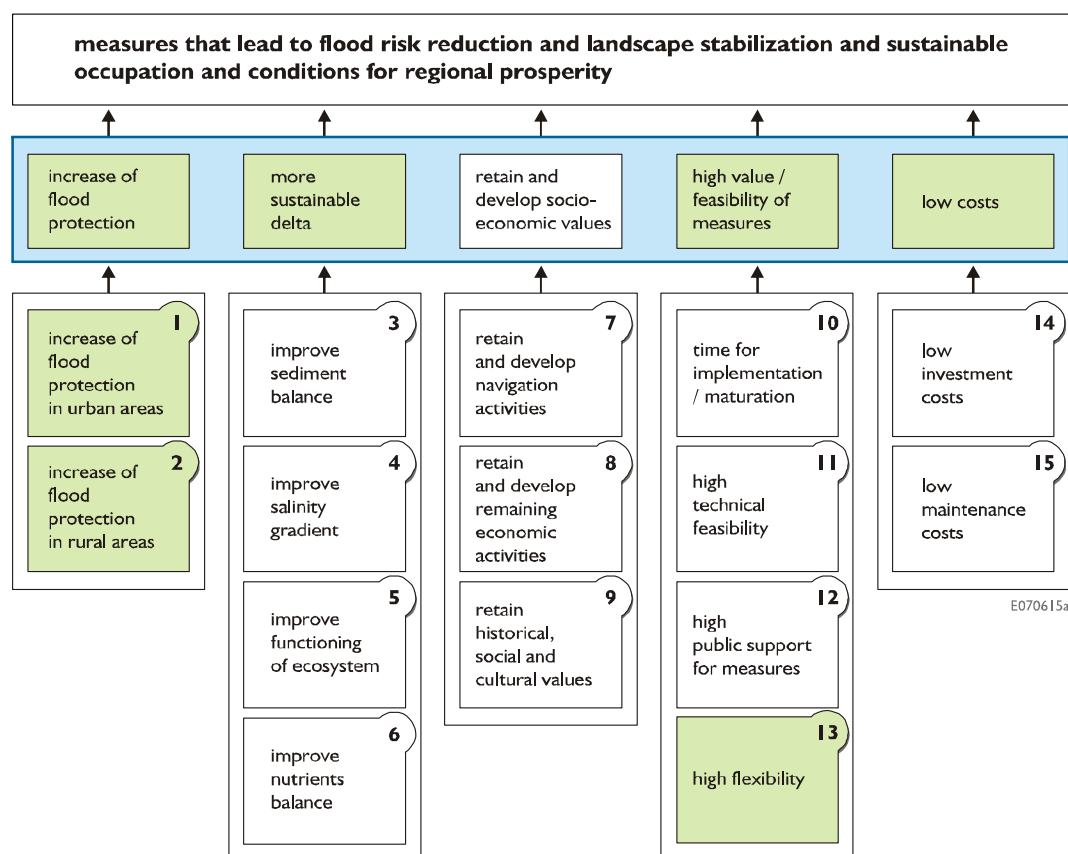 measures that lead to flood risk reduction and landscape stabilization and sustainable
occupation and conditions for regional prosperity
increase of
flood
protection
more
sustainable
delta
retain and
develop socio-
economic values
high value /
feasibility of
measures
low costs
1
increase of
flood
protection
in urban areas
2
increase of
flood
protection
in rural areas
3
improve
sediment
balance
4
improve
salinity
gradient
5
improve
functioning
of ecosystem
6
improve
nutrients
balance
7
retain
and develop
navigation
activities
8
retain
and develop
remaining
economic
activities
9
retain
historical,
social and
cultural values
10
time for
implementation
/ maturation
11
high
technical
feasibility
12
high
public support
for measures
13
high flexibility
14
low
investment
costs
15
low
maintenance
costs
E070615a